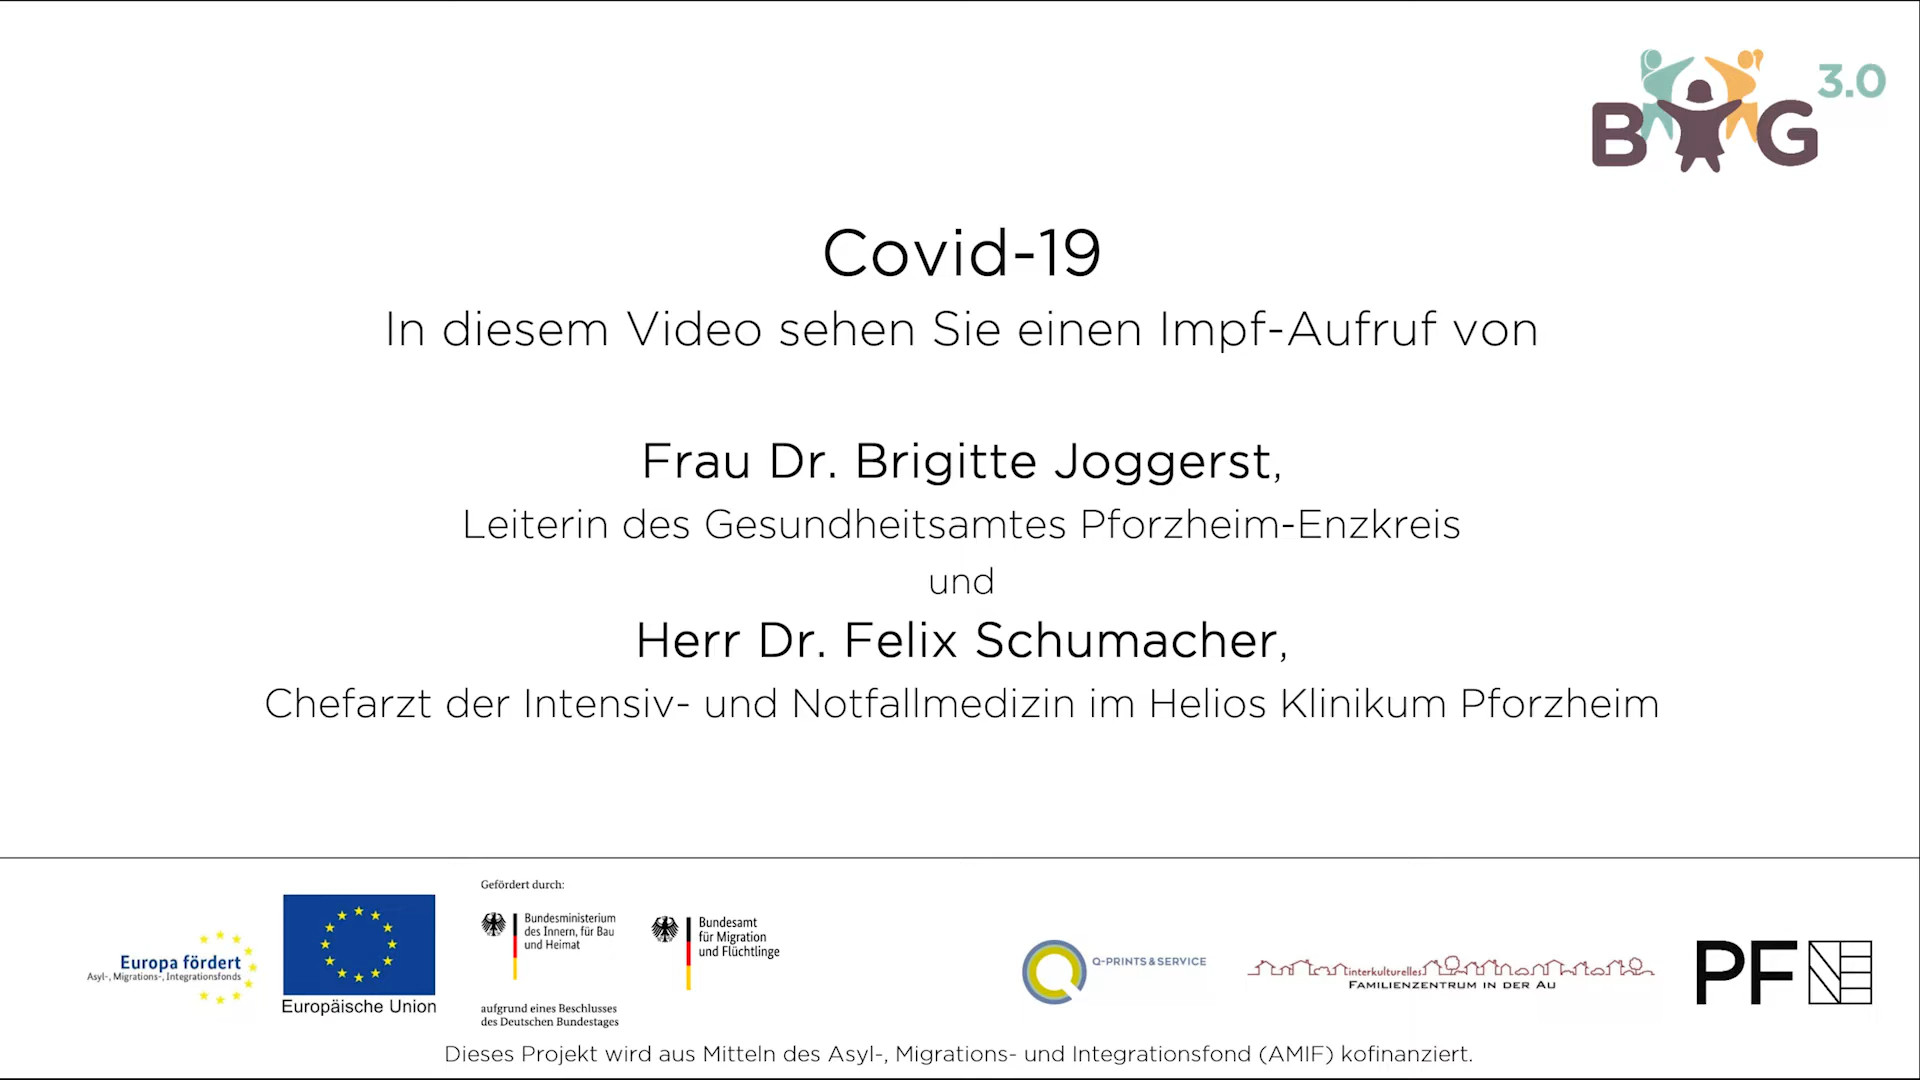 B G 3.0
Covid-19
In diesem Video sehen Sie einen Impf-Aufruf von
Frau Dr. Brigitte Joggerst,
Leiterin des Gesundheitsamtes Pforzheim-Enzkreis
und
Herr Dr. Felix Schumacher,
Chefarzt der Intensiv- und Notfallmedizin im Helios Klinikum Pforzheim
Europa fördert
Asyl-, Migrations-, Integrationsfonds
Europäische Union
Gefördert durch:
Bundesministerium
des Innern, für Bau
und Heimat
aufgrund eines Beschlusses
des Deutschen Bundestages
Bundesamt
für Migration
und Flüchtlinge
Q-PRINTS & SERVICE
interkulturelles
FAMILIENZENTRUM IN DER AU
PF
Dieses Projekt wird aus Mitteln des Asyl-, Migrations- und Integrationsfond (AMIF) kofinanziert.